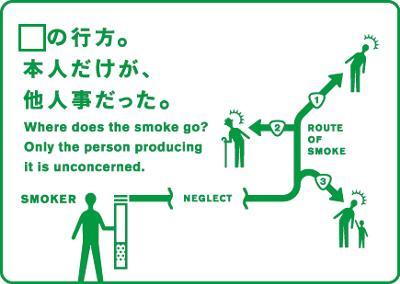 の行方。
本人だけが、
他人事だった。
Where does the smoke go?
Only the person producing
it is unconcerned.
SMOKER
NEGLECT
1
2
3
ROUTE
OF
SMOKE